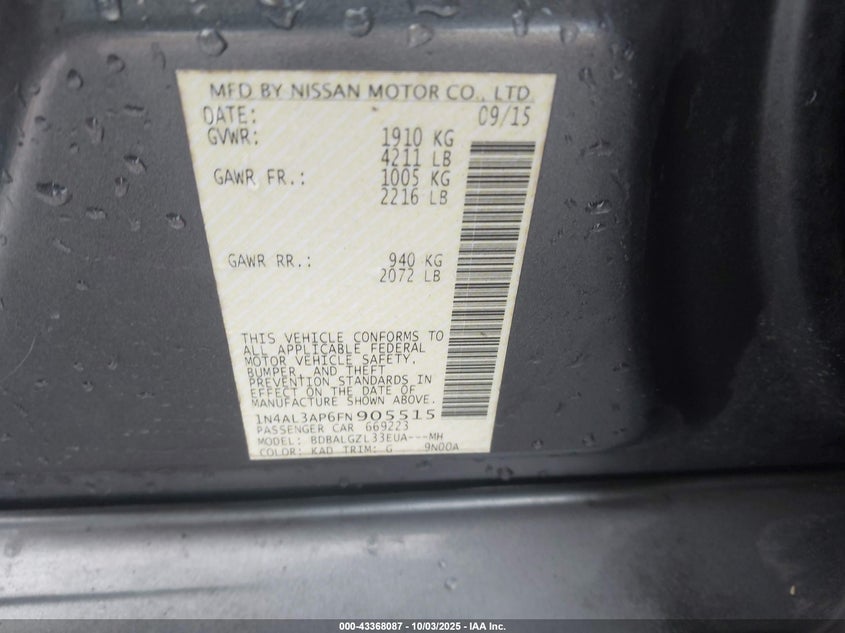 MFD BY NISSAN MOTOR CO., LTD.
DATE: 09/15
GVWR: 1910 KG
4211 LB
GAWR FR.: 1005 KG
2216 LB
GAWR RR.: 940 KG
2072 LB
THIS VEHICLE CONFORMS TO
ALL APPLICABLE FEDERAL
MOTOR VEHICLE SAFETY,
BUMPER, AND THEFT
PREVENTION STANDARDS IN
EFFECT ON THE DATE OF
MANUFACTURE SHOWN ABOVE.
1N4AL3AP6FN905515
PASSENGER CAR 669223
MODEL: BDBALGZL33EUA---MH
COLOR: KAD TRIM: G 9N00A
000-43368087 - 10/03/2025 - IAA Inc.